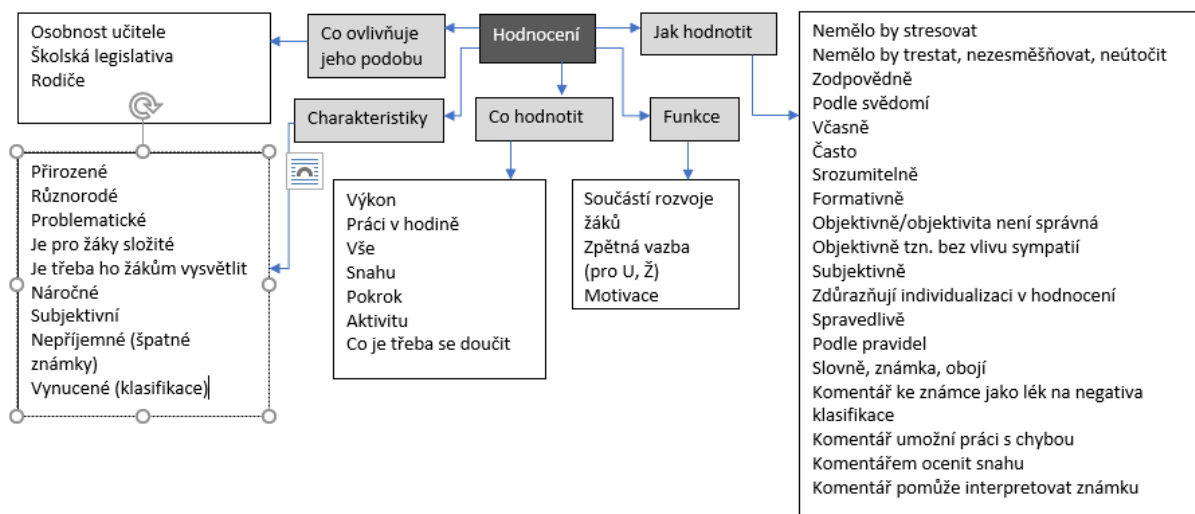 Hodnocení
Co ovlivňuje
jeho podobu
Osobnost učitele
Školská legislativa
Rodiče
Charakteristiky
Přirozené
Různorodé
Problematické
Je pro žáky složité
Je třeba ho žákům vysvětlit
Náročné
Subjektivní
Nepříjemné (špatné
známky)
Vynucené (klasifikace)
Co hodnotit
Výkon
Práci v hodině
Vše
Snahu
Pokrok
Aktivitu
Co je třeba se doučit
Funkce
Součástí rozvoje
žáků
Zpětná vazba
(pro U, Ž)
Motivace
Jak hodnotit
Nemělo by stresovat
Nemělo by trestat, nezesměšňovat, neútočit
Zodpovědně
Podle svědomí
Včasně
Často
Srozumitelně
Formativně
Objektivně/objektivita není správná
Objektivně tzn. bez vlivu sympatií
Subjektivně
Zdůrazňují individualizaci v hodnocení
Spravedlivě
Podle pravidel
Slovně, známka, obojí
Komentář ke známce jako lék na negativa
klasifikace
Komentář umožní práci s chybou
Komentářem ocenit snahu
Komentář pomůže interpretovat známku